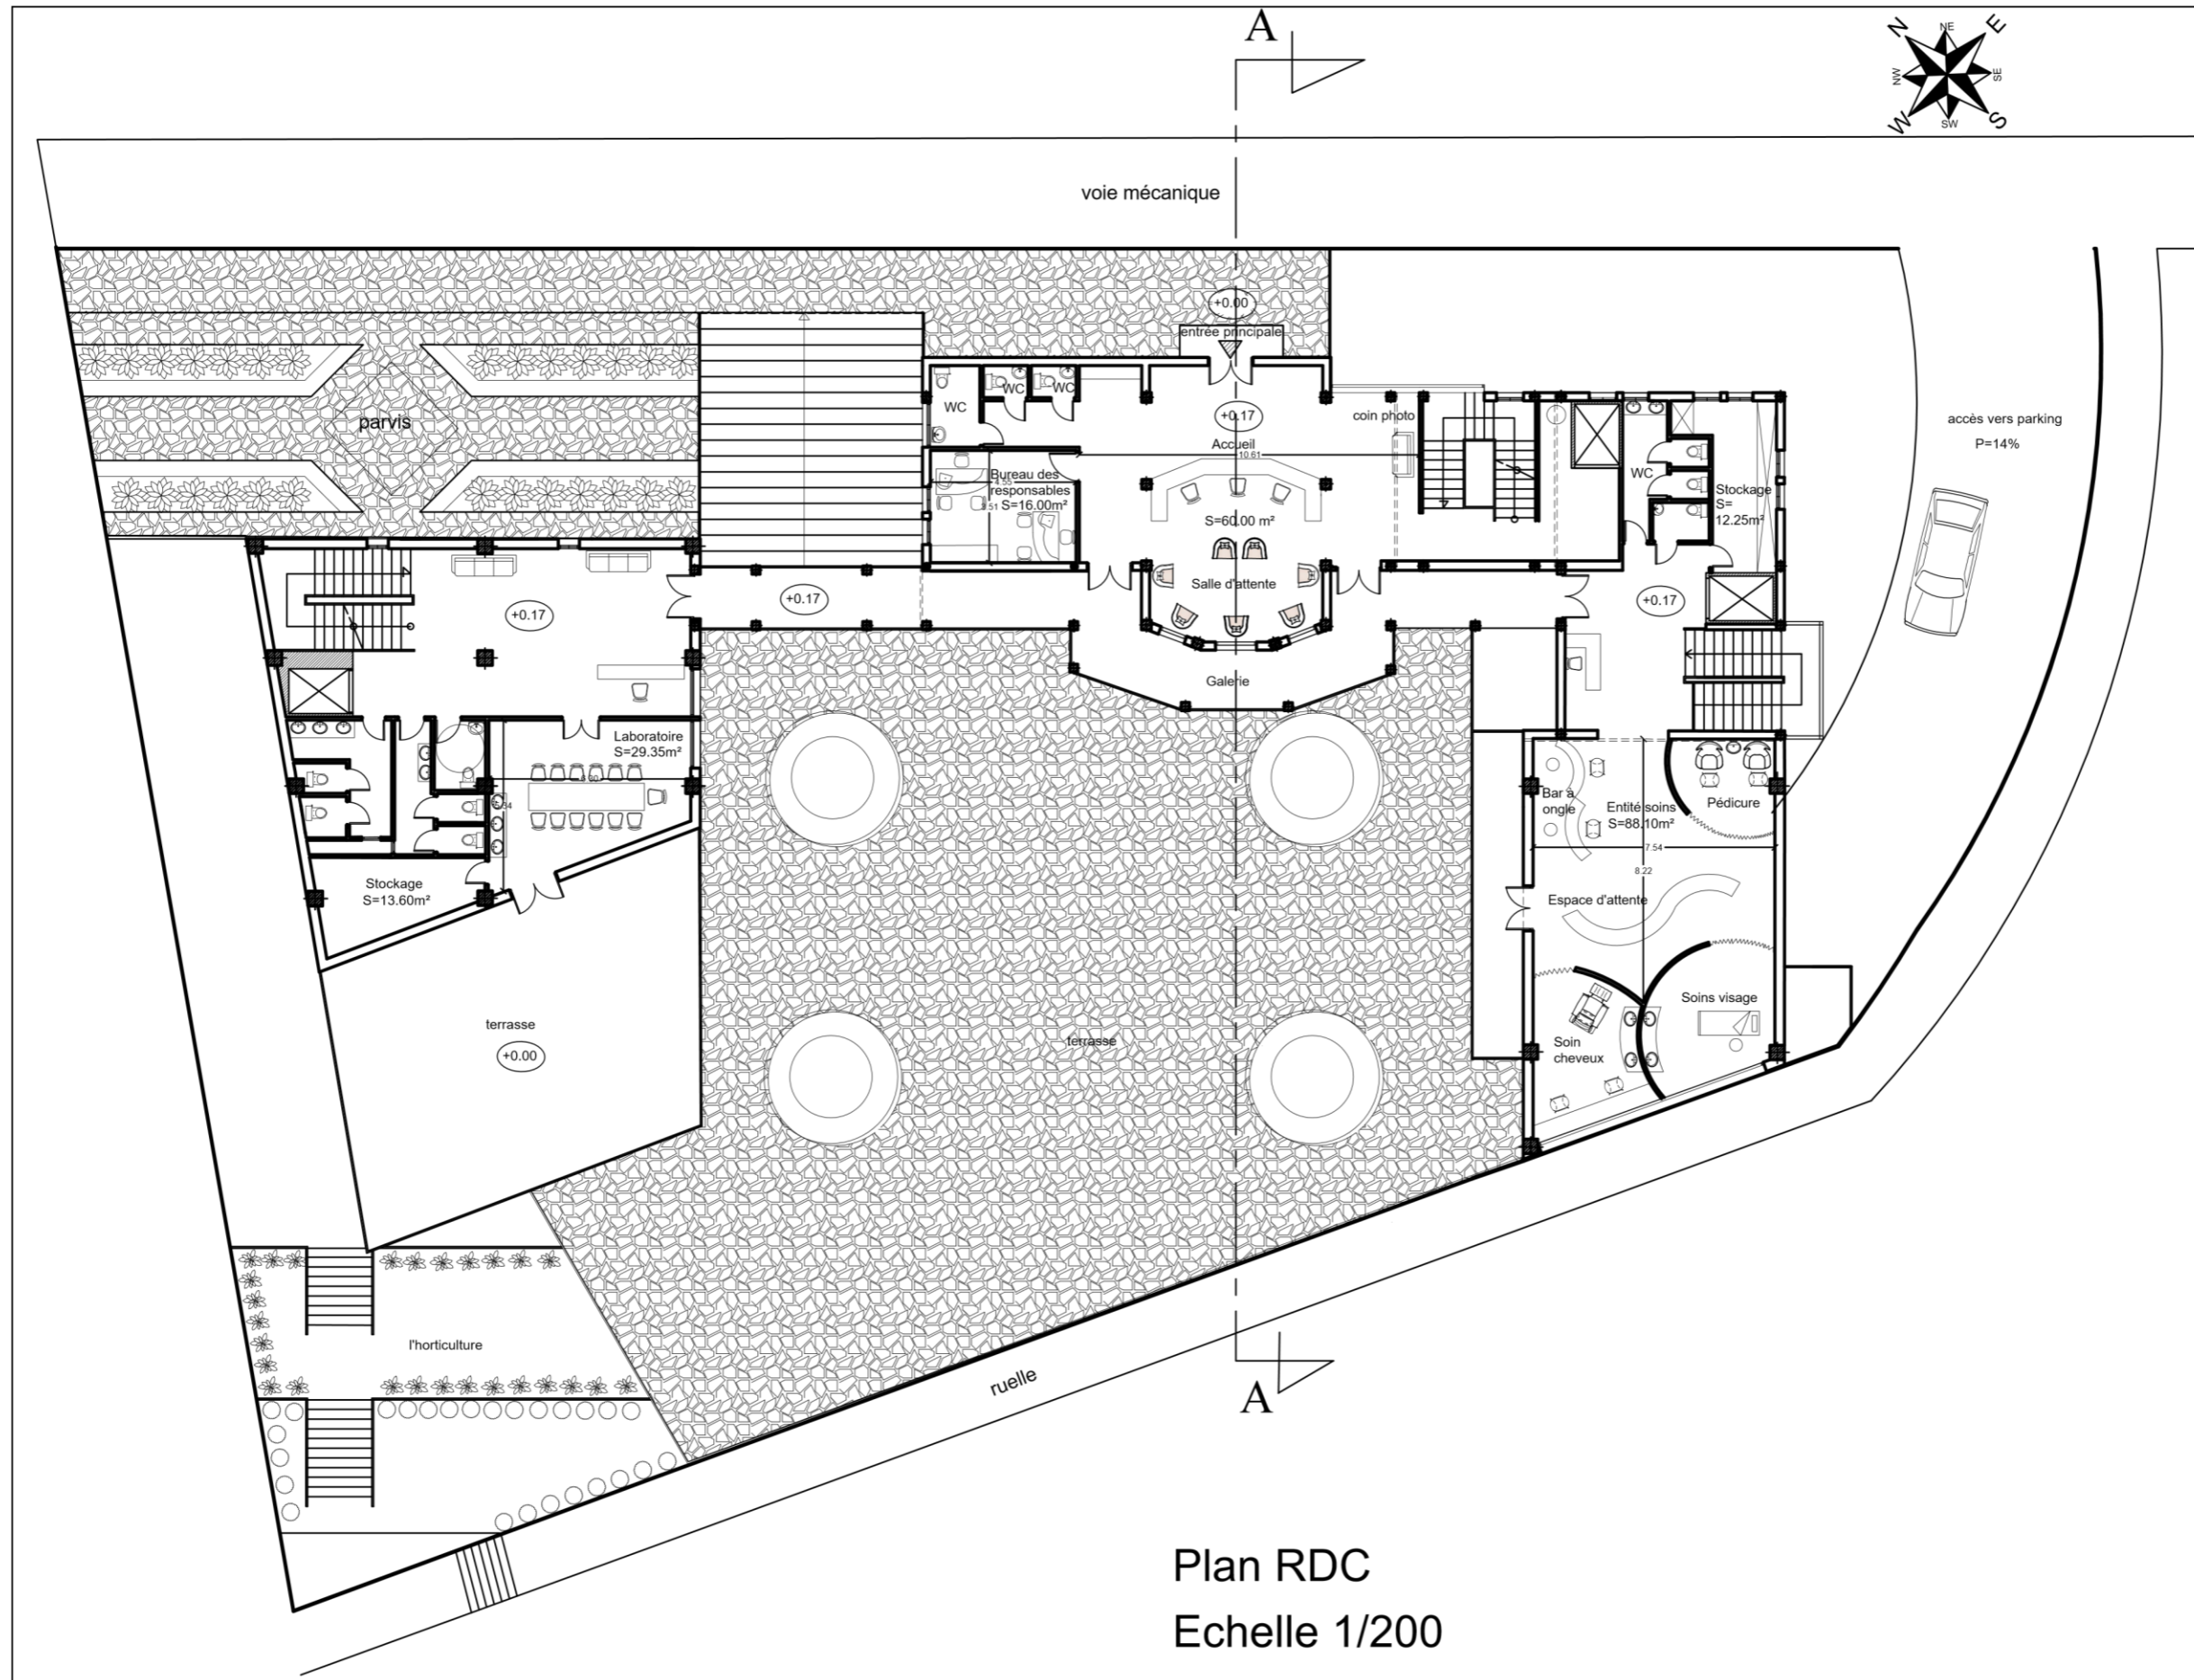 A
N
NE
E
NW
SE
W
SW
S
voie mécanique
+0.00
entrée principale
WC
WC
WC
+0.17
Accueil
10.61
coin photo
accès vers parking
P=14%
parvis
Bureau des
responsables
S=16.00m²
4.55
3.51
S=60.00 m²
WC
Stockage
S=
12.25m²
Salle d'attente
+0.17
+0.17
+0.17
Galerie
Laboratoire
S=29.35m²
Bar à
ongle
Entité soins
S=88.10m²
Pédicure
7.54
8.22
Stockage
S=13.60m²
Espace d'attente
Soins visage
Soin
cheveux
terrasse
+0.00
terrasse
l'horticulture
ruelle
A
Plan RDC
Echelle 1/200